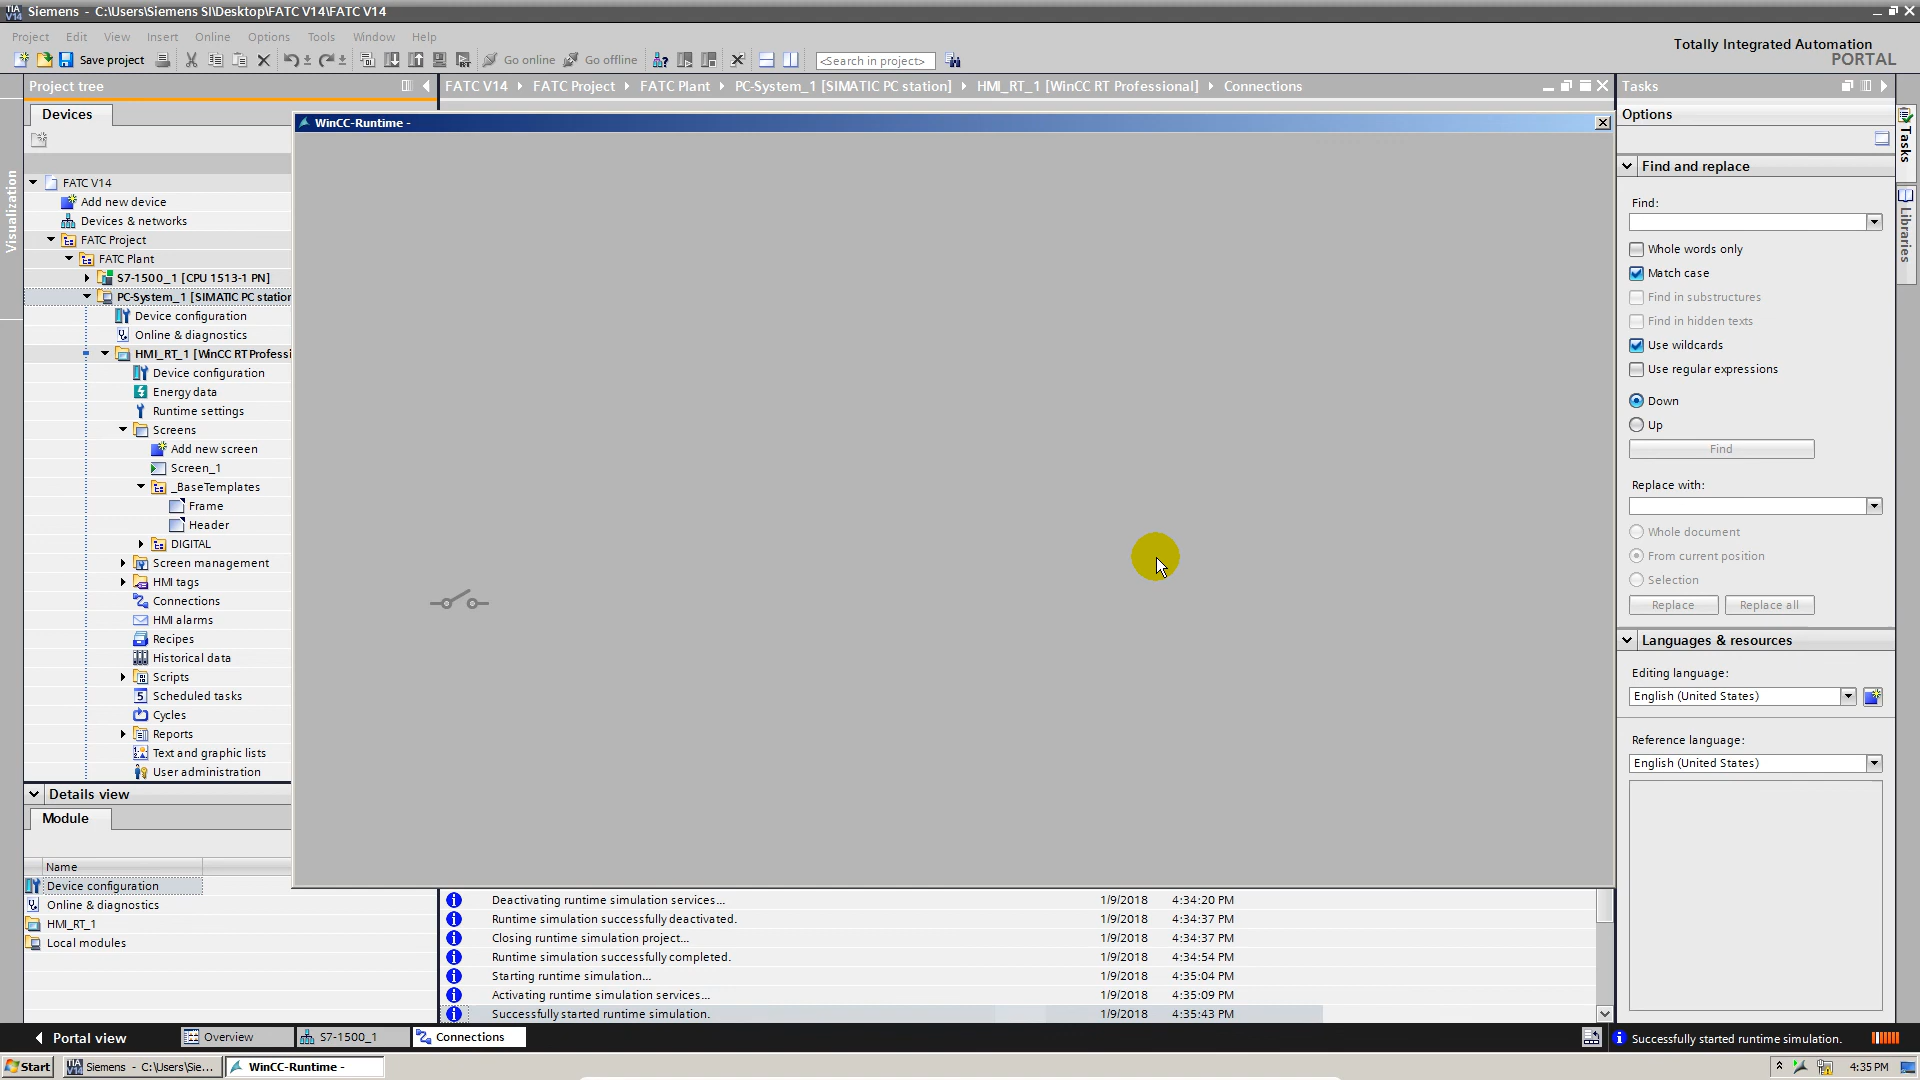 Siemens - C:\Users\Siemens SI\Desktop\FATC V14\FATC V14
Project Edit View Insert Online Options Tools Window Help
Totally Integrated Automation
PORTAL
Save project
Go online
Go offline
<Search in project>
Project tree
FATC V14 FATC Project FATC Plant PC-System_1 [SIMATIC PC station] HMI_RT_1 [WinCC RT Professional] Connections
Tasks
Devices
Options
WinCC-Runtime -
Find and replace
Visualization
Tasks
Libraries
FATC V14
Add new device
Devices & networks
FATC Project
FATC Plant
S7-1500_1 [CPU 1513-1 PN]
PC-System_1 [SIMATIC PC station
Device configuration
Online & diagnostics
HMI_RT_1 [WinCC RT Professi
Device configuration
Energy data
Runtime settings
Screens
Add new screen
Screen_1
_BaseTemplates
Frame
Header
DIGITAL
Screen management
HMI tags
Connections
HMI alarms
Recipes
Historical data
Scripts
Scheduled tasks
Cycles
Reports
Text and graphic lists
User administration
Find:
Whole words only
Match case
Find in substructures
Find in hidden texts
Use wildcards
Use regular expressions
Down
Up
Find
Replace with:
Whole document
From current position
Selection
Replace
Replace all
Languages & resources
Editing language:
English (United States)
Reference language:
English (United States)
Details view
Module
Name
Device configuration
Online & diagnostics
HMI_RT_1
Local modules
Deactivating runtime simulation services... 1/9/2018 4:34:20 PM
Runtime simulation successfully deactivated. 1/9/2018 4:34:37 PM
Closing runtime simulation project... 1/9/2018 4:34:37 PM
Runtime simulation successfully completed. 1/9/2018 4:34:54 PM
Starting runtime simulation... 1/9/2018 4:35:04 PM
Activating runtime simulation services... 1/9/2018 4:35:09 PM
Successfully started runtime simulation. 1/9/2018 4:35:43 PM
Portal view
Overview
S7-1500_1
Connections
Successfully started runtime simulation.
Start
Siemens - C:\Users\Sie...
WinCC-Runtime -
4:35 PM